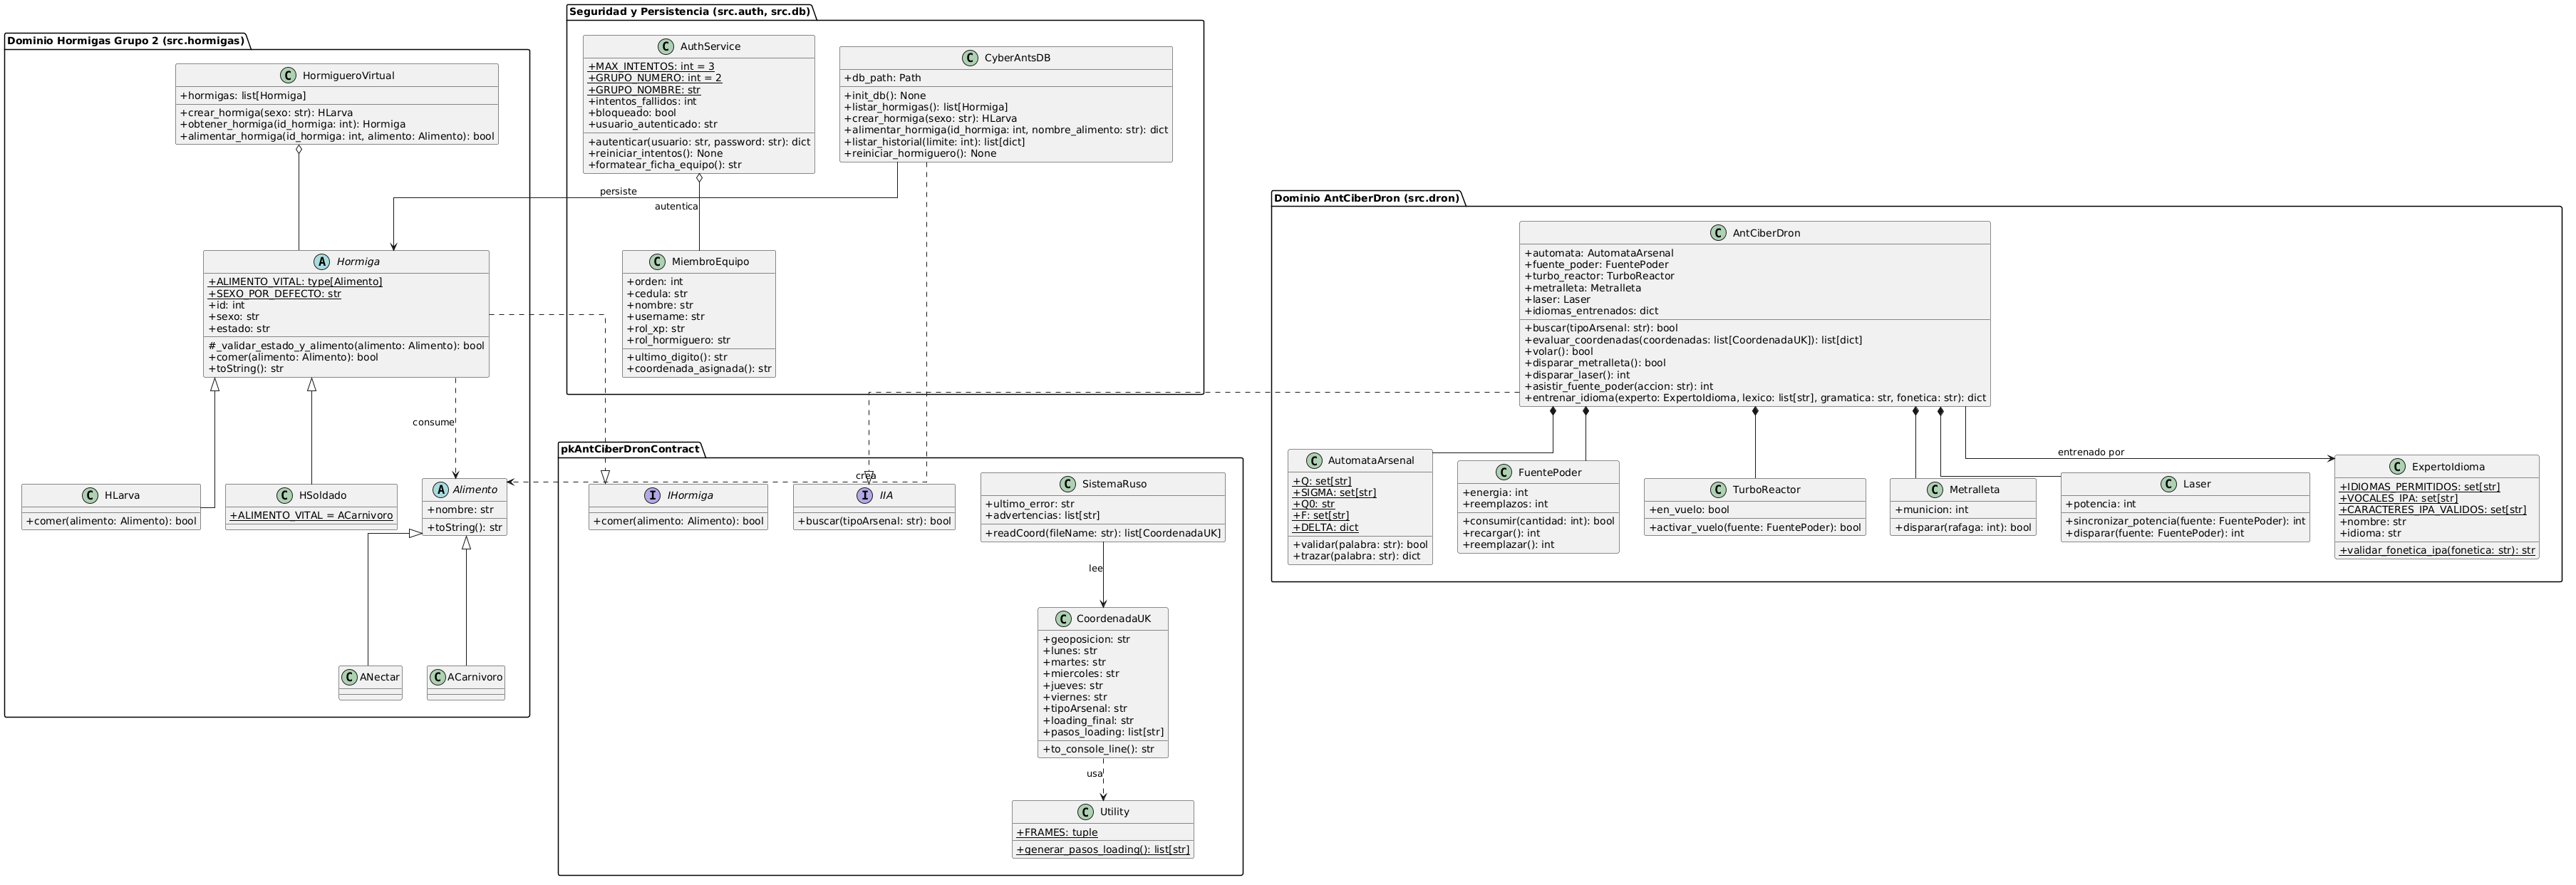 Dominio Hormigas Grupo 2 (src.hormigas)
HormigueroVirtual
+hormigas: list[Hormiga]
+crear_hormiga(sexo: str): HLarva
+obtener_hormiga(id_hormiga: int): Hormiga
+alimentar_hormiga(id_hormiga: int, alimento: Alimento): bool
Hormiga
+ALIMENTO_VITAL: type[Alimento]
+SEXO_POR_DEFECTO: str
+id: int
+sexo: str
+estado: str
#_validar_estado_y_alimento(alimento: Alimento): bool
+comer(alimento: Alimento): bool
+toString(): str
consume
HLarva
+comer(alimento: Alimento): bool
HSoldado
+ALIMENTO_VITAL = ACarnivoro
Alimento
+nombre: str
+toString(): str
ANectar
ACarnivoro
Seguridad y Persistencia (src.auth, src.db)
AuthService
+MAX_INTENTOS: int = 3
+GRUPO_NUMERO: int = 2
+GRUPO_NOMBRE: str
+intentos_fallidos: int
+bloqueado: bool
+usuario_autenticado: str
+autenticar(usuario: str, password: str): dict
+reiniciar_intentos(): None
+formatear_ficha_equipo(): str
CyberAntsDB
+db_path: Path
+init_db(): None
+listar_hormigas(): list[Hormiga]
+crear_hormiga(sexo: str): HLarva
+alimentar_hormiga(id_hormiga: int, nombre_alimento: str): dict
+listar_historial(limite: int): list[dict]
+reiniciar_hormiguero(): None
persiste
autentica
MiembroEquipo
+orden: int
+cedula: str
+nombre: str
+username: str
+rol_xp: str
+rol_hormiguero: str
+ultimo_digito(): str
+coordenada_asignada(): str
pkAntCiberDronContract
crea
IHormiga
+comer(alimento: Alimento): bool
IIA
+buscar(tipoArsenal: str): bool
SistemaRuso
+ultimo_error: str
+advertencias: list[str]
+readCoord(fileName: str): list[CoordenadaUK]
lee
CoordenadaUK
+geoposicion: str
+lunes: str
+martes: str
+miercoles: str
+jueves: str
+viernes: str
+tipoArsenal: str
+loading_final: str
+pasos_loading: list[str]
+to_console_line(): str
usa
Utility
+FRAMES: tuple
+generar_pasos_loading(): list[str]
Dominio AntCiberDron (src.dron)
AntCiberDron
+automata: AutomataArsenal
+fuente_poder: FuentePoder
+turbo_reactor: TurboReactor
+metralleta: Metralleta
+laser: Laser
+idiomas_entrenados: dict
+buscar(tipoArsenal: str): bool
+evaluar_coordenadas(coordenadas: list[CoordenadaUK]): list[dict]
+volar(): bool
+disparar_metralleta(): bool
+disparar_laser(): int
+asistir_fuente_poder(accion: str): int
+entrenar_idioma(experto: ExpertoIdioma, lexico: list[str], gramatica: str, fonetica: str): dict
entrenado por
AutomataArsenal
+Q: set[str]
+SIGMA: set[str]
+Q0: str
+F: set[str]
+DELTA: dict
+validar(palabra: str): bool
+trazar(palabra: str): dict
FuentePoder
+energia: int
+reemplazos: int
+consumir(cantidad: int): bool
+recargar(): int
+reemplazar(): int
TurboReactor
+en_vuelo: bool
+activar_vuelo(fuente: FuentePoder): bool
Metralleta
+municion: int
+disparar(rafaga: int): bool
Laser
+potencia: int
+sincronizar_potencia(fuente: FuentePoder): int
+disparar(fuente: FuentePoder): int
ExpertoIdioma
+IDIOMAS_PERMITIDOS: set[str]
+VOCALES_IPA: set[str]
+CARACTERES_IPA_VALIDOS: set[str]
+nombre: str
+idioma: str
+validar_fonetica_ipa(fonetica: str): str